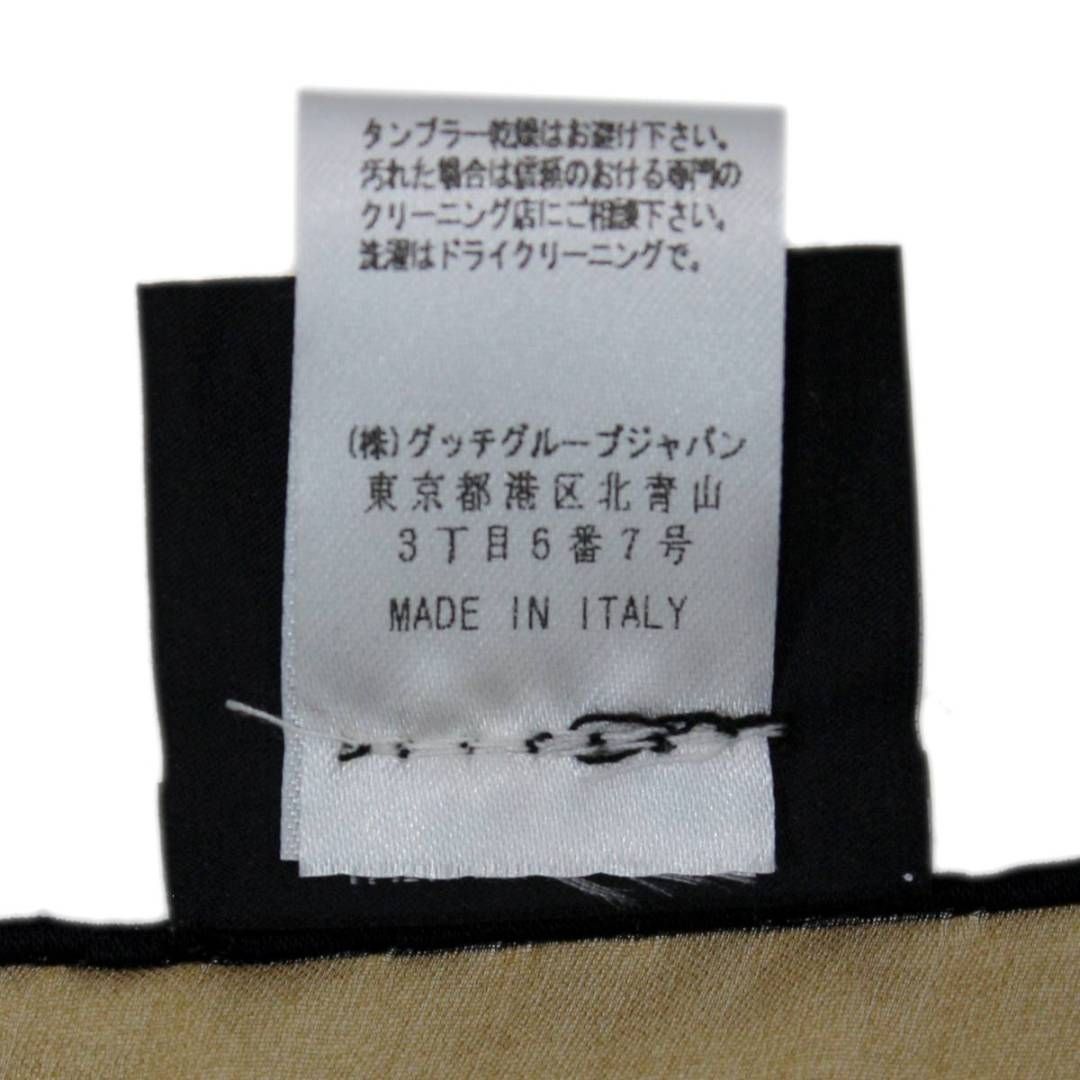 タンブラー乾燥はお避け下さい。
汚れた場合は信頼のおける専門の
クリーニング店にご相談下さい。
洗濯はドライクリーニングで。
(株)グッチグループジャパン
東京都港区北青山
3丁目6番7号
MADE IN ITALY